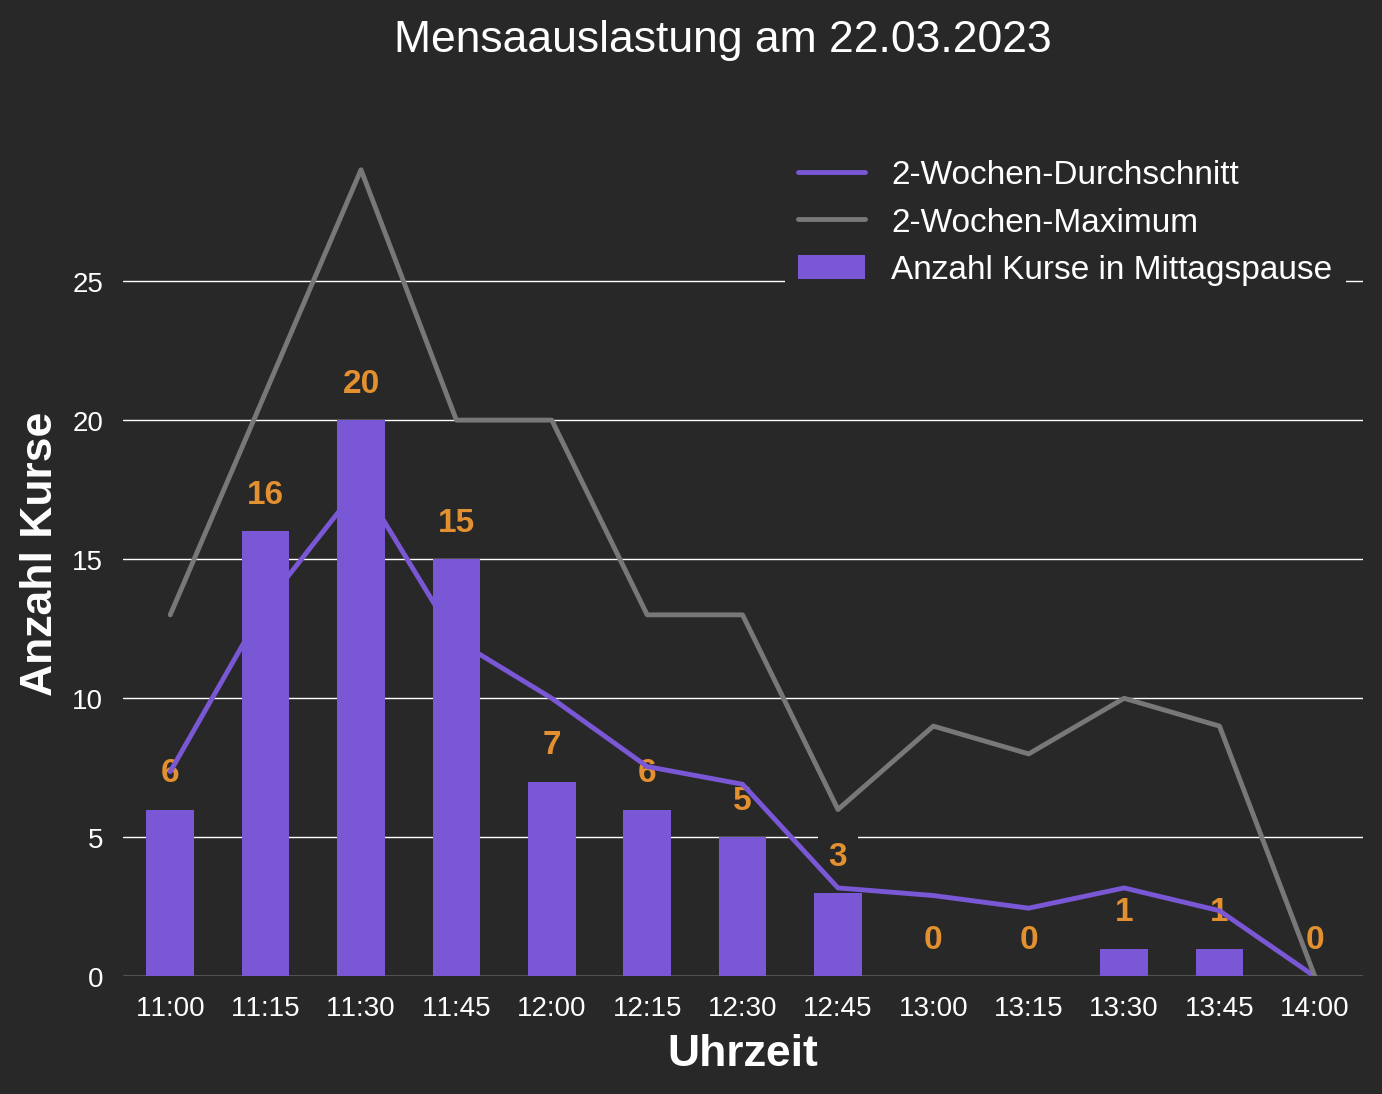 Mensaauslastung am 22.03.2023
2-Wochen-Durchschnitt
2-Wochen-Maximum
Anzahl Kurse in Mittagspause
Anzahl Kurse
25
20
15
10
5
0
6
16
20
15
7
6
5
3
0
0
1
1
0
11:00 11:15 11:30 11:45 12:00 12:15 12:30 12:45 13:00 13:15 13:30 13:45 14:00
Uhrzeit